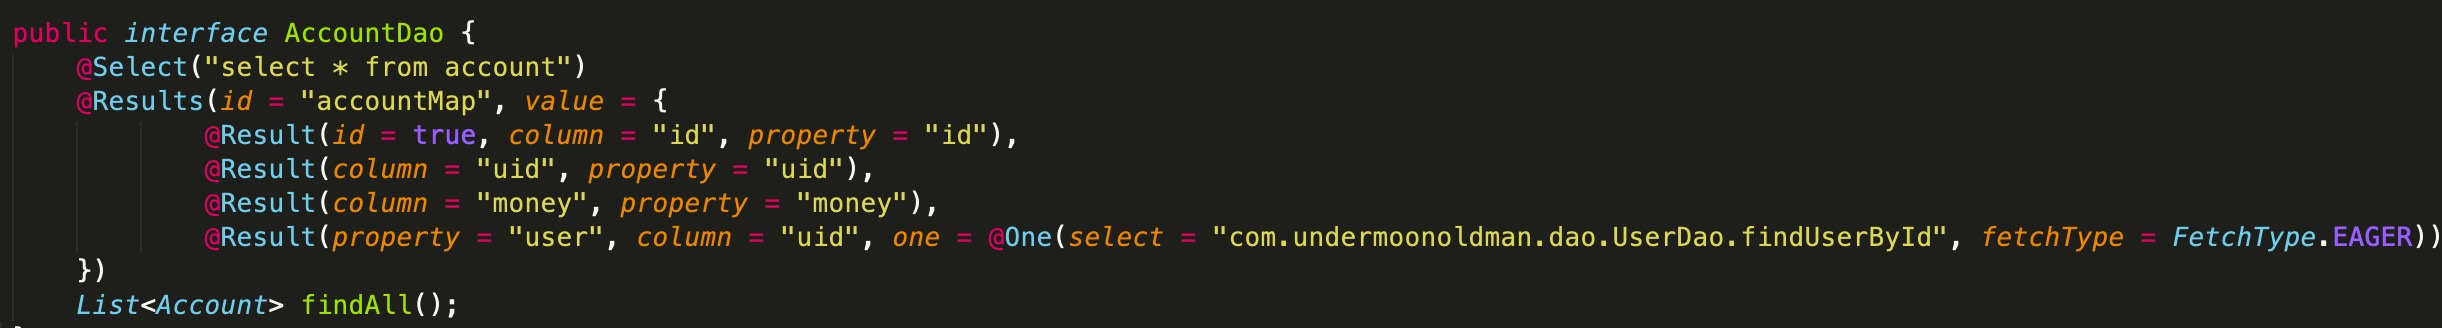 public interface AccountDao {
    @Select("select * from account")
    @Results(id = "accountMap", value = {
            @Result(id = true, column = "id", property = "id"),
            @Result(column = "uid", property = "uid"),
            @Result(column = "money", property = "money"),
            @Result(property = "user", column = "uid", one = @One(select = "com.undermoonoldman.dao.UserDao.findUserById", fetchType = FetchType.EAGER))
    })
    List<Account> findAll();